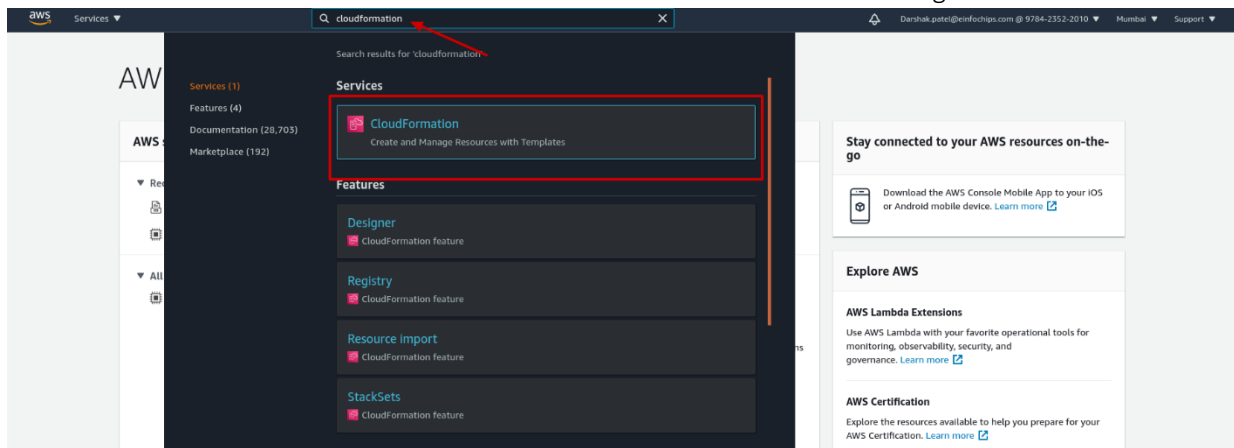 aws Services ▼ cloudformation X Darshak.patel@einfochips.com @ 9784-2352-2010 ▼ Mumbai ▼ Support ▼
Search results for 'cloudformation'
AW
Services (1)
Features (4)
Documentation (28,703)
Marketplace (192)
Services
CloudFormation
Create and Manage Resources with Templates
Features
Designer
CloudFormation feature
Registry
CloudFormation feature
Resource import
CloudFormation feature
StackSets
CloudFormation feature
AWS s
▼ Rec
▼ All
ns
Stay connected to your AWS resources on-the-
go
Download the AWS Console Mobile App to your iOS
or Android mobile device. Learn more
Explore AWS
AWS Lambda Extensions
Use AWS Lambda with your favorite operational tools for
monitoring, observability, security, and
governance. Learn more
AWS Certification
Explore the resources available to help you prepare for your
AWS Certification. Learn more